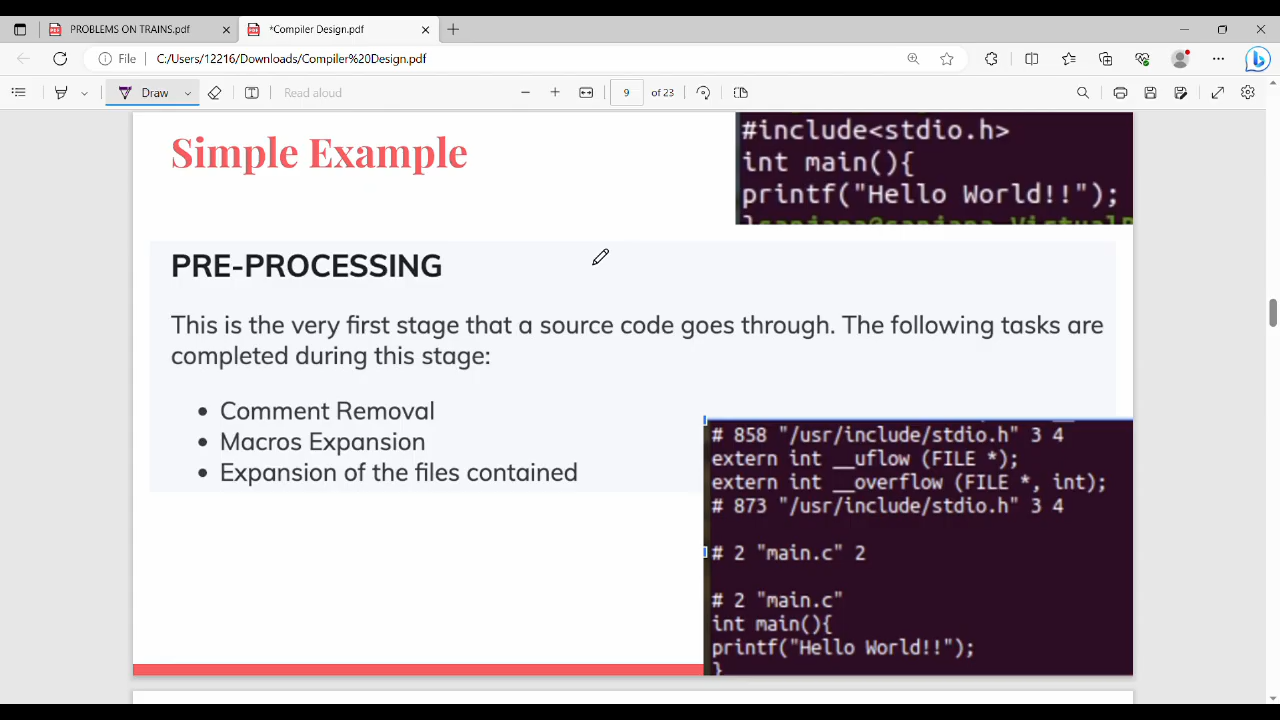 PROBLEMS ON TRAINS.pdf
*Compiler Design.pdf
File C:/Users/12216/Downloads/Compiler%20Design.pdf
Draw
Read aloud
9 of 23
Simple Example
#include<stdio.h>
int main(){
printf("Hello World!!");
PRE-PROCESSING
This is the very first stage that a source code goes through. The following tasks are
completed during this stage:
• Comment Removal
• Macros Expansion
• Expansion of the files contained
# 858 "/usr/include/stdio.h" 3 4
extern int __uflow (FILE *);
extern int __overflow (FILE *, int);
# 873 "/usr/include/stdio.h" 3 4
# 2 "main.c" 2
# 2 "main.c"
int main(){
printf("Hello World!!");
}